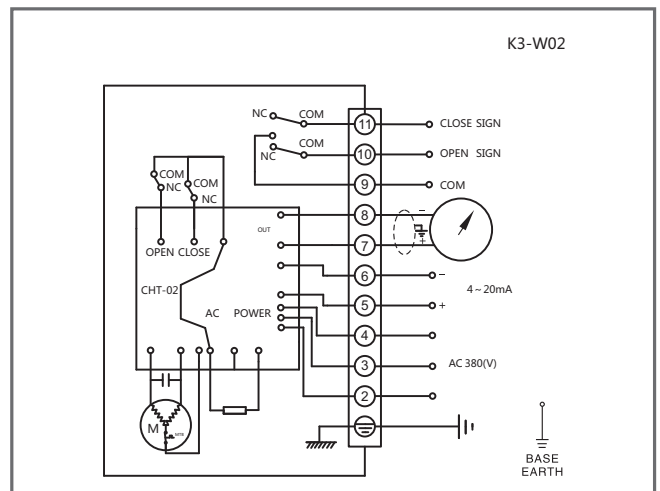 K3-W02
NC COM
11 CLOSE SIGN
COM
NC
10 OPEN SIGN
COM
NC COM
NC
9 COM
8 −
OUT
7 +
OPEN CLOSE
6 −
4~20mA
CHT-02
5 +
AC POWER
4
3 AC 380(V)
2
M
BASE
EARTH